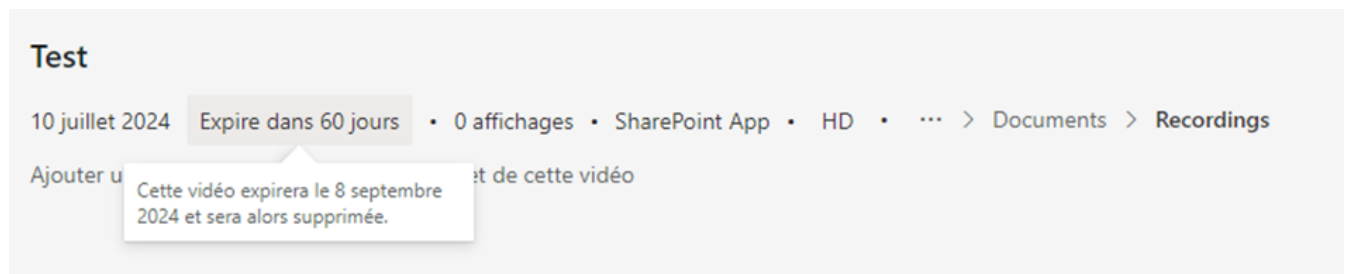 Test
10 juillet 2024 Expire dans 60 jours • 0 affichages • SharePoint App • HD • ··· > Documents > Recordings
Ajouter u et de cette vidéo
Cette vidéo expirera le 8 septembre
2024 et sera alors supprimée.